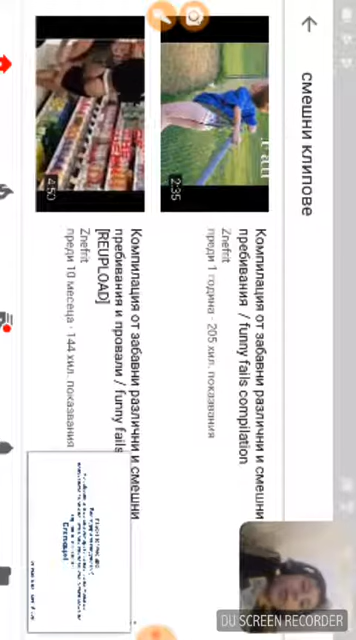 смешни клипове
2:35
Компилация от забавни различни и смешни
пребивания / funny fails compilation
Znefrit
преди 1 година · 205 хил. показвания
4:50
Компилация от забавни различни и смешни
пребивания и провали / funny fails
[REUPLOAD]
Znefrit
преди 10 месеца · 144 хил. показвания
DU SCREEN RECORDER